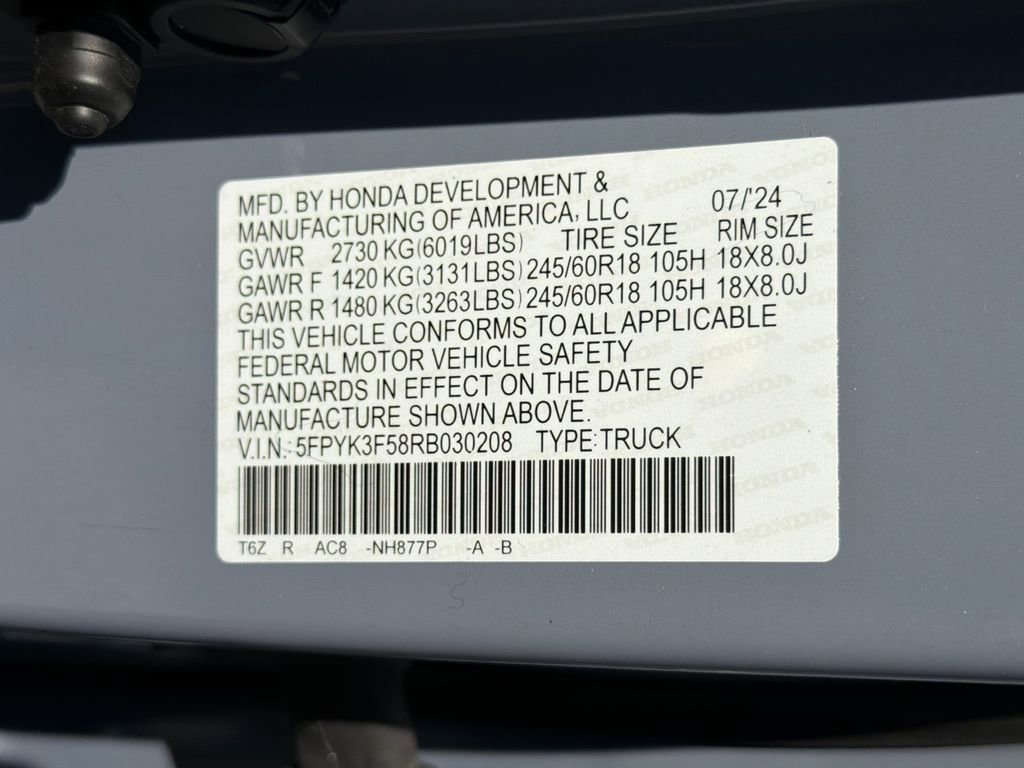 MFD. BY HONDA DEVELOPMENT &
MANUFACTURING OF AMERICA, LLC 07/'24
GVWR 2730 KG(6019LBS) TIRE SIZE RIM SIZE
GAWR F 1420 KG(3131LBS) 245/60R18 105H 18X8.0J
GAWR R 1480 KG(3263LBS) 245/60R18 105H 18X8.0J
THIS VEHICLE CONFORMS TO ALL APPLICABLE
FEDERAL MOTOR VEHICLE SAFETY
STANDARDS IN EFFECT ON THE DATE OF
MANUFACTURE SHOWN ABOVE.
V.I.N.: 5FPYK3F58RB030208 TYPE: TRUCK
T6Z R AC8 -NH877P -A -B